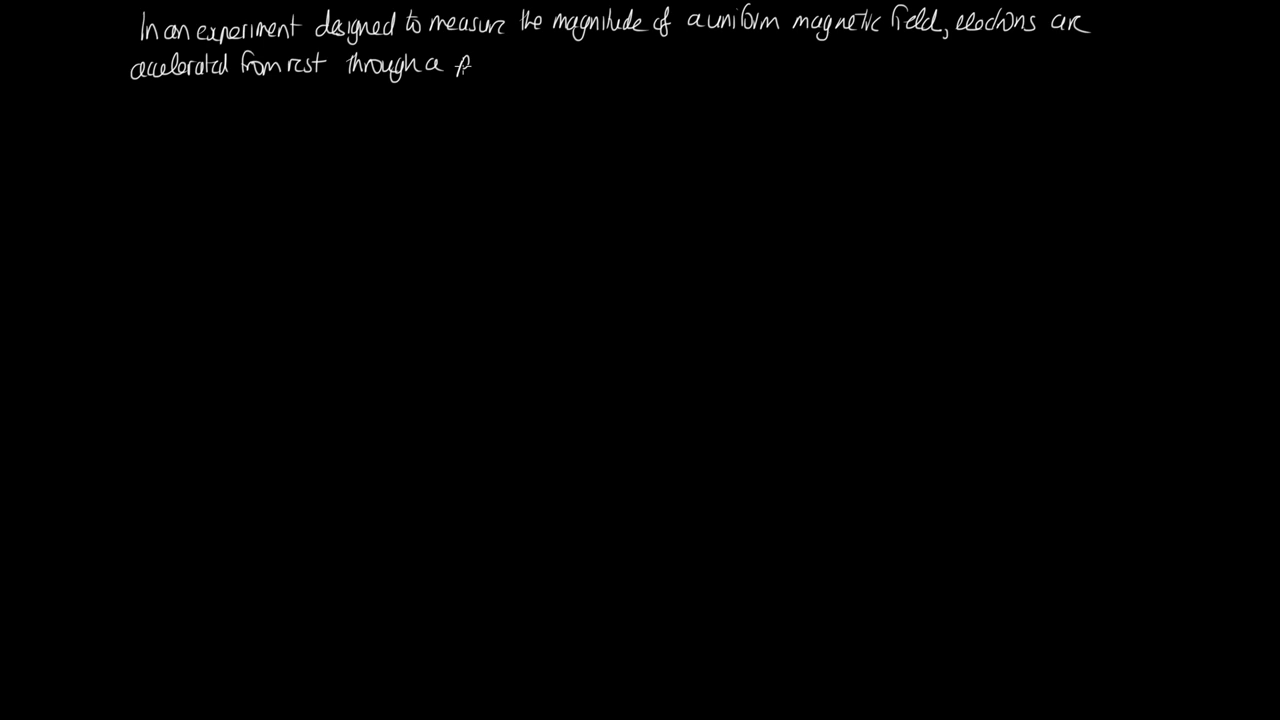 In an experiment designed to measure the magnitude of a uniform magnetic field, electrons are
accelerated from rest through a p